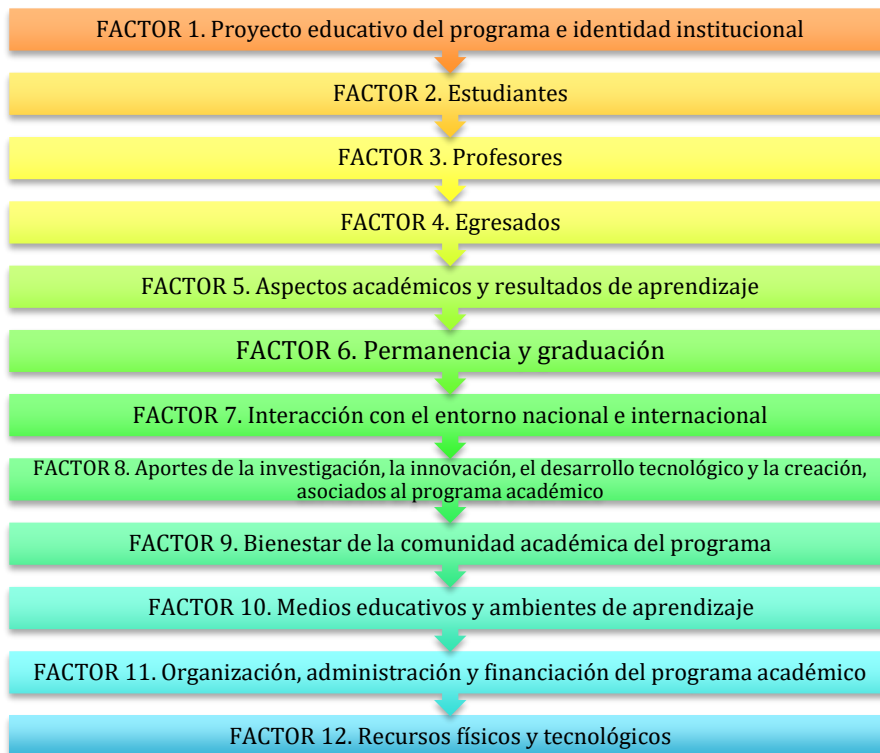 FACTOR 1. Proyecto educativo del programa e identidad institucional
FACTOR 2. Estudiantes
FACTOR 3. Profesores
FACTOR 4. Egresados
FACTOR 5. Aspectos académicos y resultados de aprendizaje
FACTOR 6. Permanencia y graduación
FACTOR 7. Interacción con el entorno nacional e internacional
FACTOR 8. Aportes de la investigación, la innovación, el desarrollo tecnológico y la creación,
asociados al programa académico
FACTOR 9. Bienestar de la comunidad académica del programa
FACTOR 10. Medios educativos y ambientes de aprendizaje
FACTOR 11. Organización, administración y financiación del programa académico
FACTOR 12. Recursos físicos y tecnológicos